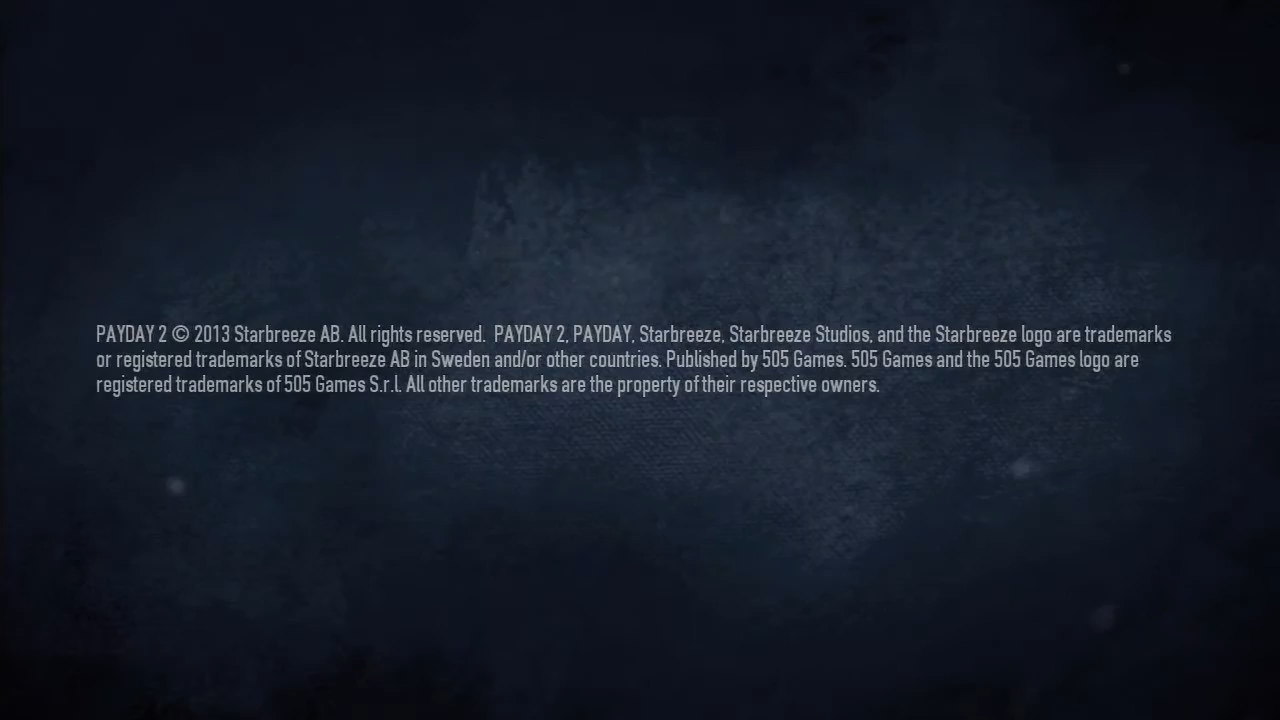 PAYDAY 2 © 2013 Starbreeze AB. All rights reserved.  PAYDAY 2, PAYDAY, Starbreeze, Starbreeze Studios, and the Starbreeze logo are trademarks
or registered trademarks of Starbreeze AB in Sweden and/or other countries. Published by 505 Games. 505 Games and the 505 Games logo are
registered trademarks of 505 Games S.r.l. All other trademarks are the property of their respective owners.